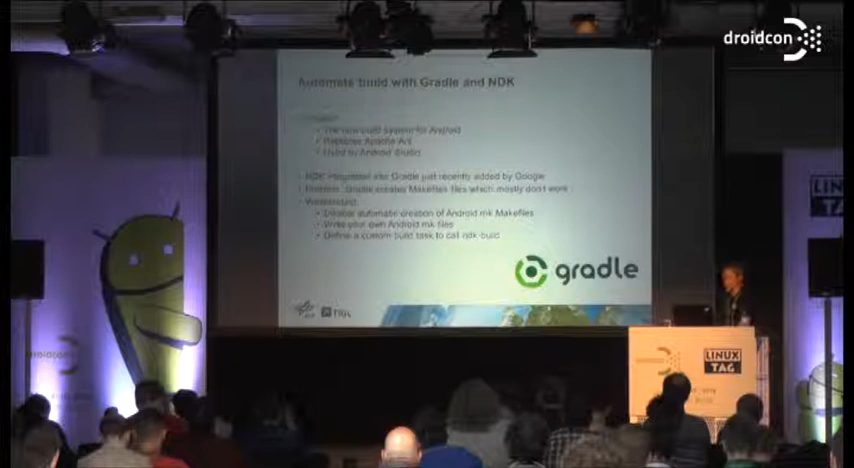 droidcon
Automate build with Gradle and NDK
The new build system for Android
Replaces Apache Ant
Used by Android Studio
NDK integration into Gradle just recently added by Google
Problem: Gradle creates Makefiles files which mostly don't work
Workaround:
Disable automatic creation of Android.mk Makefiles
Write your own Android.mk files
Define a custom build task to call ndk-build
gradle
TiGL
LINUX
TAG
droidcon